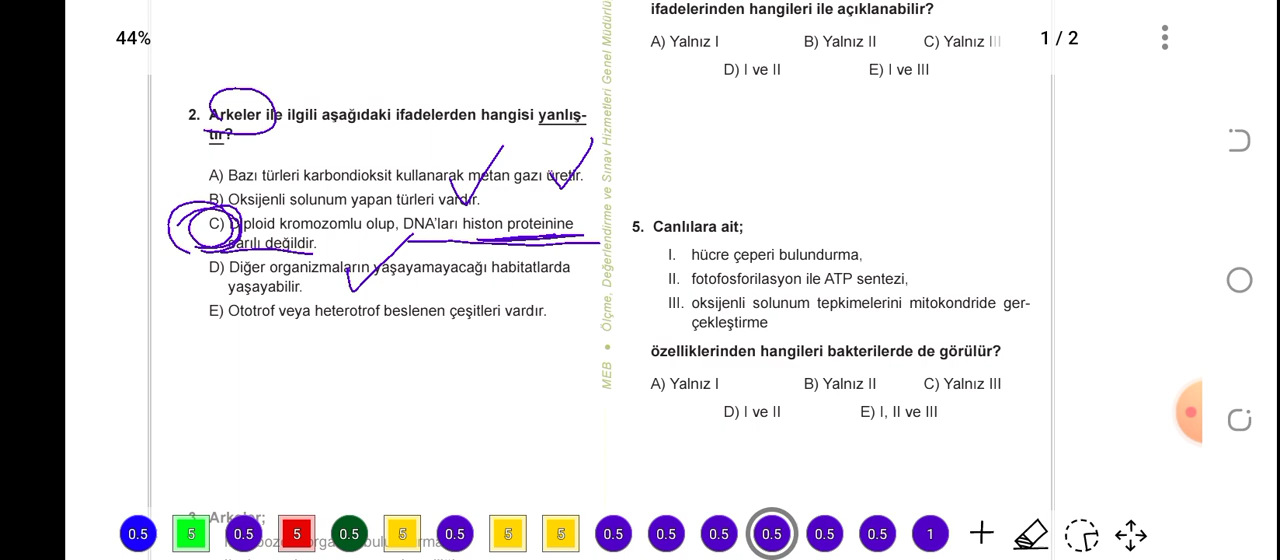 44%
2. Arkeler ile ilgili aşağıdaki ifadelerden hangisi yanlış-
tır?
A) Bazı türleri karbondioksit kullanarak metan gazı üretir.
B) Oksijenli solunum yapan türleri vardır.
C) Diploid kromozomlu olup, DNA'ları histon proteinine
sarılı değildir.
D) Diğer organizmaların yaşayamayacağı habitatlarda
yaşayabilir.
E) Ototrof veya heterotrof beslenen çeşitleri vardır.
3. Arkeler;
MEB • Ölçme, Değerlendirme ve Sınav Hizmetleri Genel Müdürlü
ifadelerinden hangileri ile açıklanabilir?
A) Yalnız I B) Yalnız II C) Yalnız III
D) I ve II E) I ve III
1 / 2
5. Canlılara ait;
I. hücre çeperi bulundurma,
II. fotofosforilasyon ile ATP sentezi,
III. oksijenli solunum tepkimelerini mitokondride ger-
çekleştirme
özelliklerinden hangileri bakterilerde de görülür?
A) Yalnız I B) Yalnız II C) Yalnız III
D) I ve II E) I, II ve III
0.5 5 0.5 5 0.5 5 0.5 5 5 0.5 0.5 0.5 0.5 0.5 0.5 1